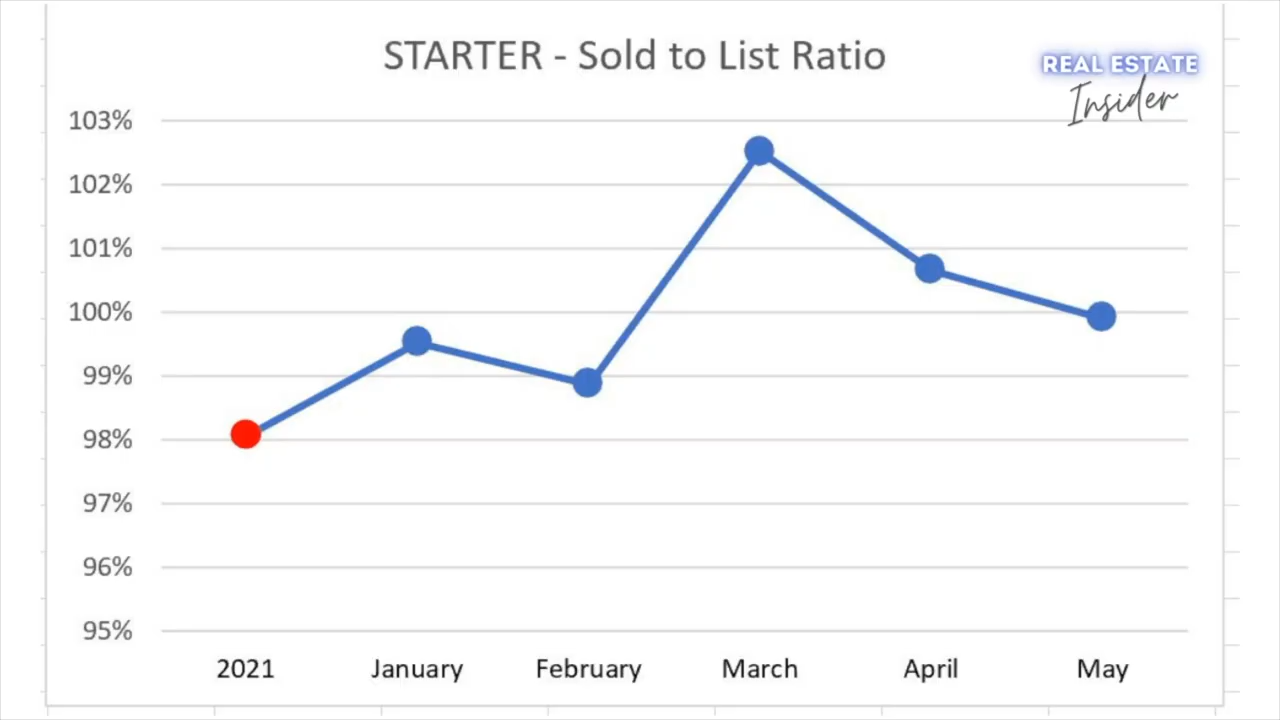 STARTER - Sold to List Ratio
REAL ESTATE
Insider
103%
102%
101%
100%
99%
98%
97%
96%
95%
2021 January February March April May